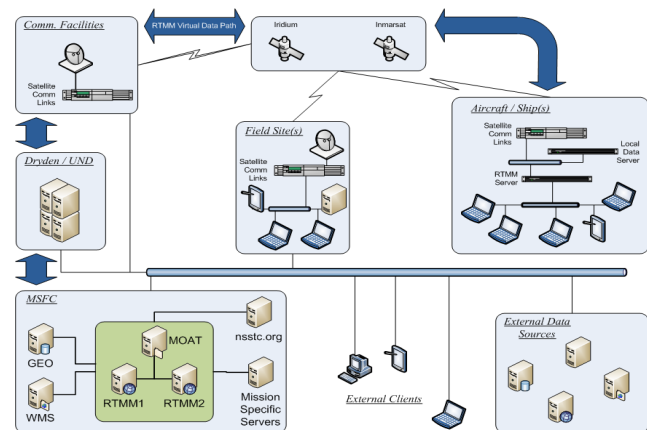 Comm. Facilities
RTMM Virtual Data Path
Iridium
Inmarsat
Satellite
Comm
Links
Aircraft / Ship(s)
Satellite
Comm
Links
Local
Data
Server
RTMM
Server
Field Site(s)
Satellite
Comm
Links
Dryden / UND
MSFC
GEO
WMS
MOAT
RTMM1
RTMM2
nsstc.org
Mission
Specific
Servers
External Clients
External Data
Sources